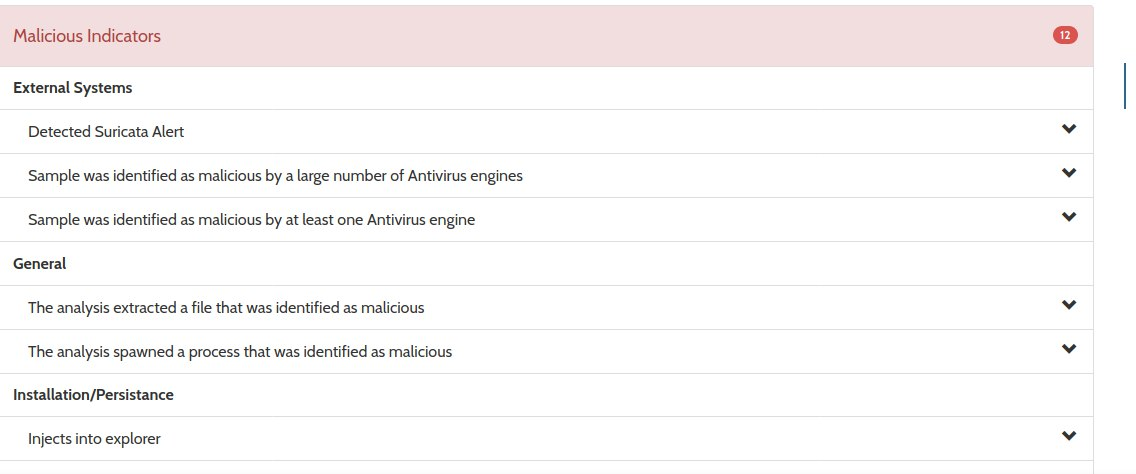 Malicious Indicators
12
External Systems
Detected Suricata Alert
Sample was identified as malicious by a large number of Antivirus engines
Sample was identified as malicious by at least one Antivirus engine
General
The analysis extracted a file that was identified as malicious
The analysis spawned a process that was identified as malicious
Installation/Persistance
Injects into explorer